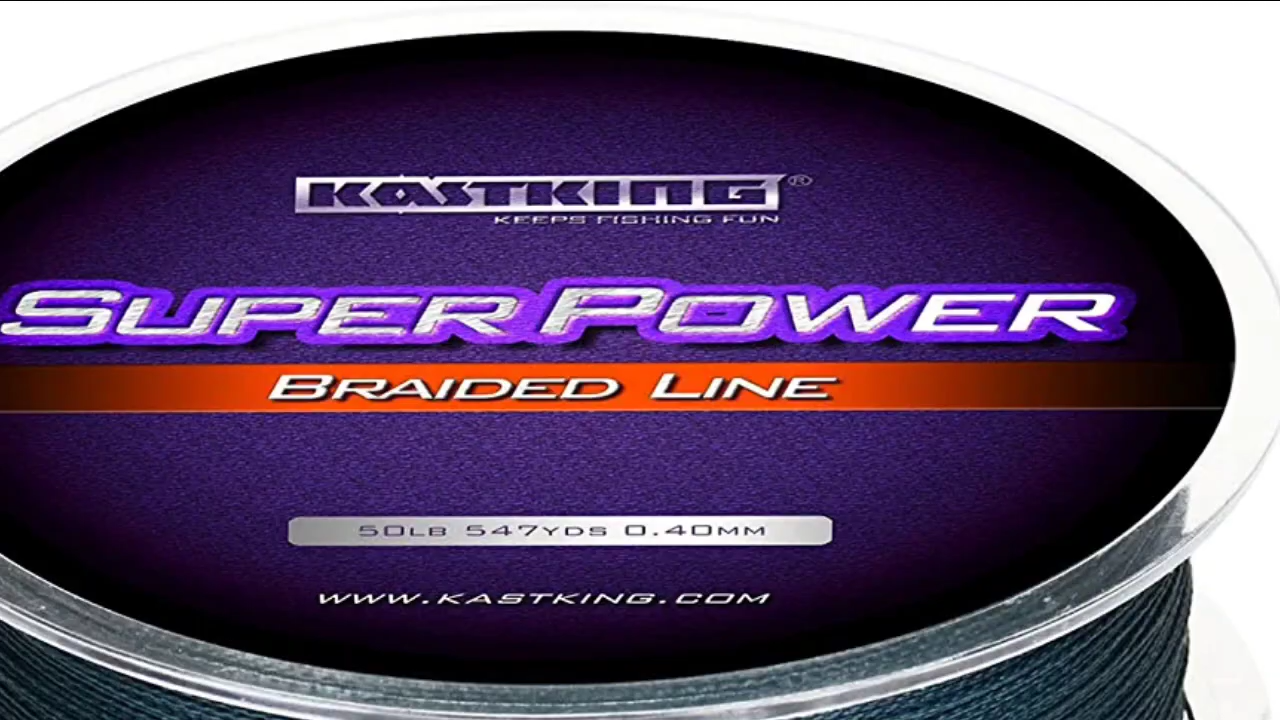 KASTKING®
KEEPS FISHING FUN
SUPER POWER
BRAIDED LINE
50LB 547YDS 0.40MM
WWW.KASTKING.COM